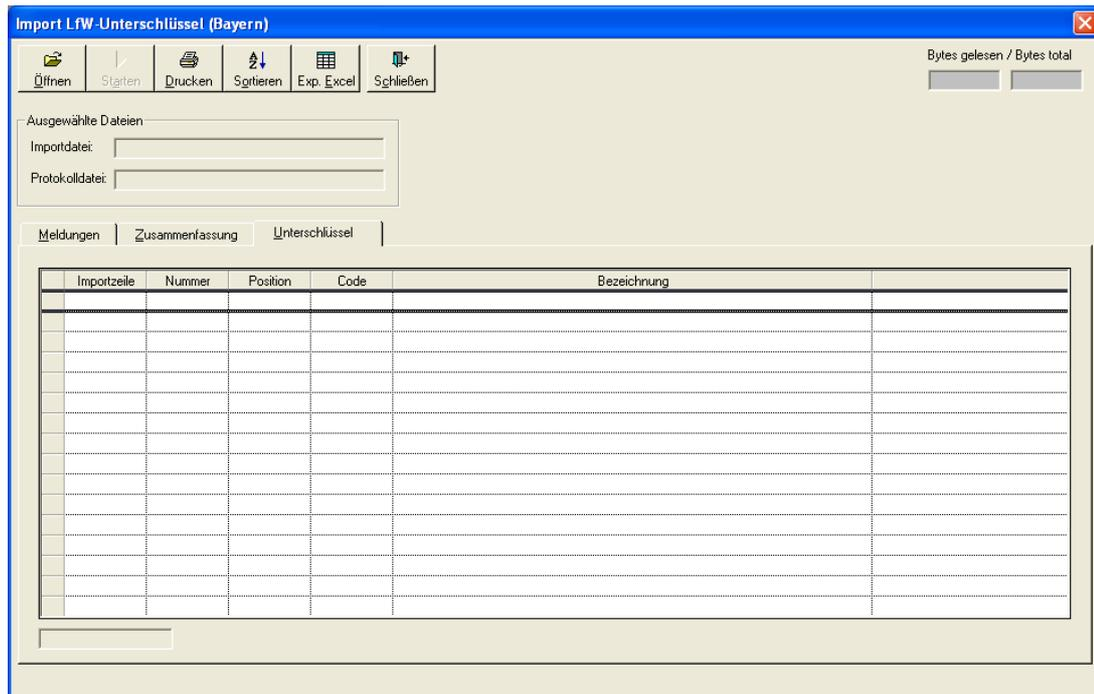 Import LfW-Unterschlüssel (Bayern)
Öffnen Starten Drucken Sortieren Exp. Excel Schließen
Bytes gelesen / Bytes total
Ausgewählte Dateien
Importdatei:
Protokolldatei:
Meldungen Zusammenfassung Unterschlüssel
Importzeile Nummer Position Code Bezeichnung